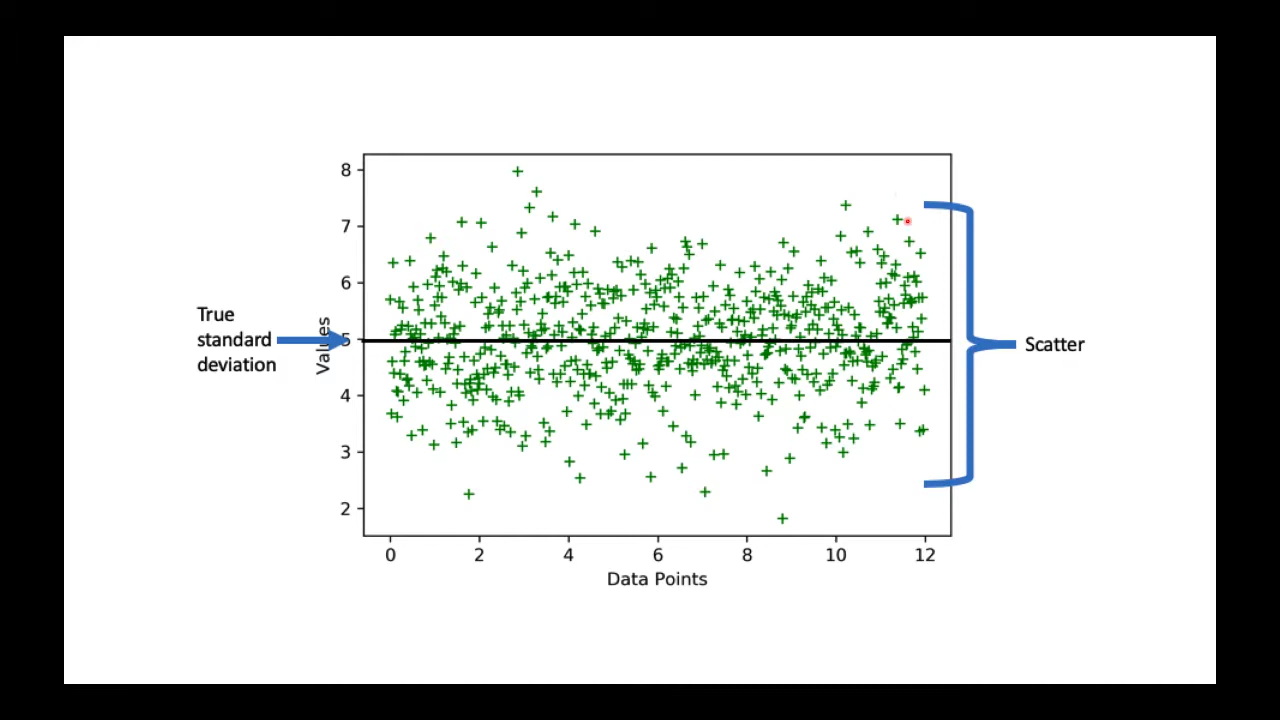 8
7
6
5
4
3
2
Values
True
standard
deviation
Scatter
0 2 4 6 8 10 12
Data Points